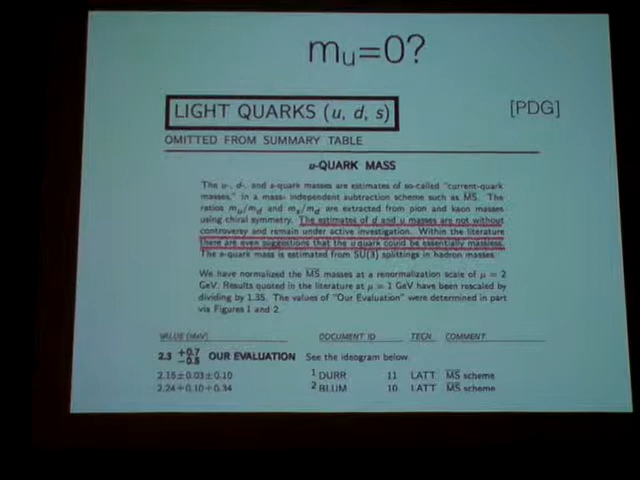 mu=0?
LIGHT QUARKS (u, d, s)
[PDG]
OMITTED FROM SUMMARY TABLE
u-QUARK MASS
The u-, d-, and s-quark masses are estimates of so-called "current-quark
masses," in a mass-independent subtraction scheme such as M̅S̅. The
ratios mu/md and ms/md are extracted from pion and kaon masses
using chiral symmetry. The estimates of d and u masses are not without
controversy and remain under active investigation. Within the literature
there are even suggestions that the u quark could be essentially massless.
The s-quark mass is estimated from SU(3) splittings in hadron masses.
We have normalized the M̅S̅ masses at a renormalization scale of μ = 2
GeV. Results quoted in the literature at μ = 1 GeV have been rescaled by
dividing by 1.35. The values of "Our Evaluation" were determined in part
via Figures 1 and 2.
VALUE (MeV) DOCUMENT ID TECN COMMENT
2.3 +0.7 −0.5 OUR EVALUATION See the ideogram below.
2.15±0.03±0.10 1 DURR 11 LATT M̅S̅ scheme
2.24±0.10±0.34 2 BLUM 10 LATT M̅S̅ scheme